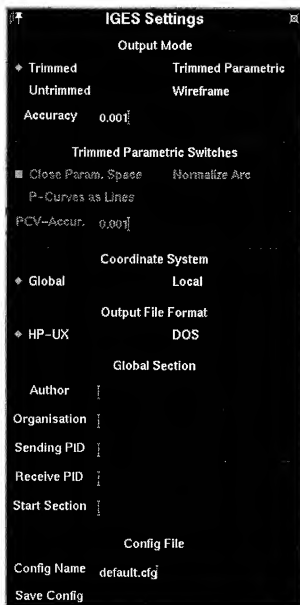 IGES Settings
Output Mode
Trimmed Trimmed Parametric
Untrimmed Wireframe
Accuracy 0.001
Trimmed Parametric Switches
Close Param. Space Normalize Arc
P-Curves as Lines
PCV-Accur. 0.001
Coordinate System
Global Local
Output File Format
HP-UX DOS
Global Section
Author
Organisation
Sending PID
Receive PID
Start Section
Config File
Config Name default.cfg
Save Config